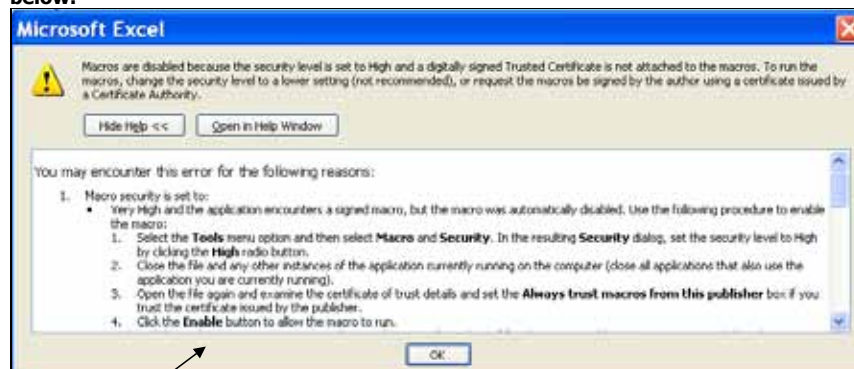 below:
Microsoft Excel
Macros are disabled because the security level is set to High and a digitally signed Trusted Certificate is not attached to the macros. To run the
macros, change the security level to a lower setting (not recommended), or request the macros be signed by the author using a certificate issued by
a Certificate Authority.
Hide Help << Open in Help Window
You may encounter this error for the following reasons:
1. Macro security is set to:
• Very High and the application encounters a signed macro, but the macro was automatically disabled. Use the following procedure to enable
the macro:
1. Select the Tools menu option and then select Macro and Security. In the resulting Security dialog, set the security level to High
by clicking the High radio button.
2. Close the file and any other instances of the application currently running on the computer (close all applications that also use the
application you are currently running).
3. Open the file again and examine the certificate of trust details and set the Always trust macros from this publisher box if you
trust the certificate issued by the publisher.
4. Click the Enable button to allow the macro to run.
OK